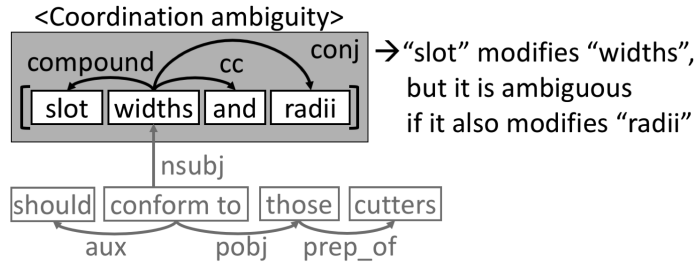 <Coordination ambiguity>
compound cc conj
[ slot widths and radii ]
→ "slot" modifies "widths",
but it is ambiguous
if it also modifies "radii"
nsubj
should conform to those cutters
aux pobj prep_of